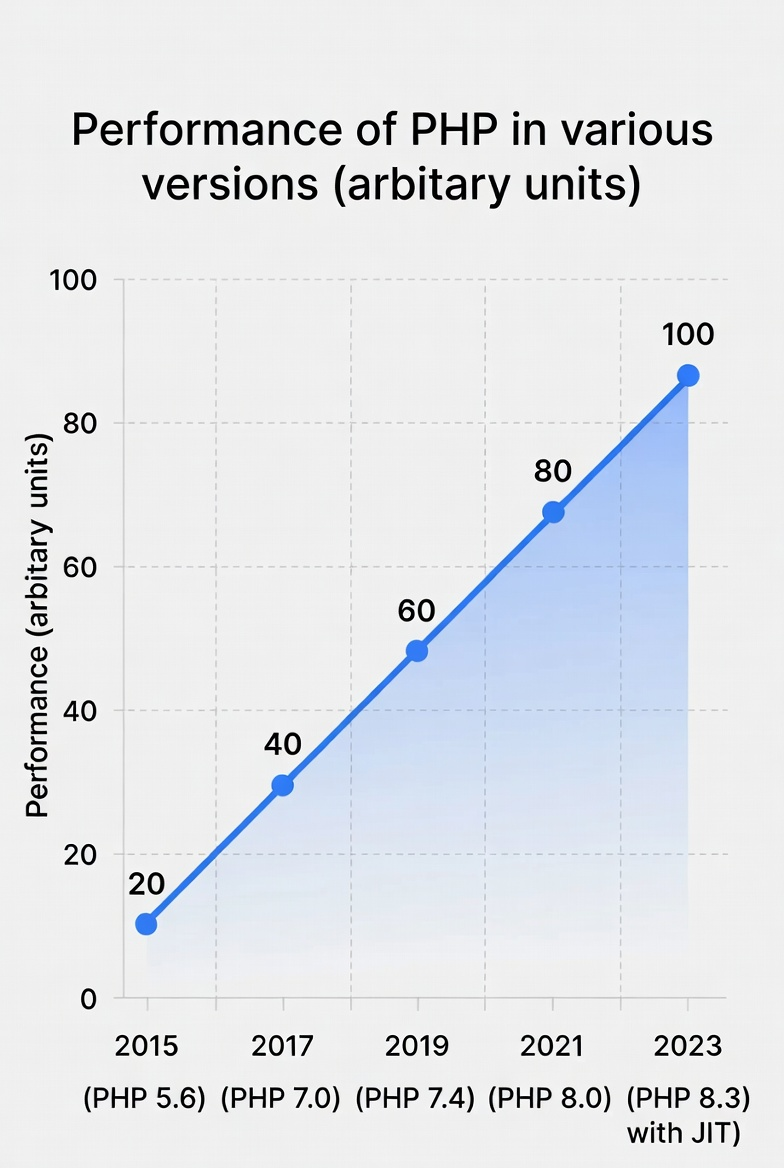 Performance of PHP in various
versions (arbitary units)
Performance (arbitary units)
100
80
60
40
20
0
20
40
60
80
100
2015
2017
2019
2021
2023
(PHP 5.6)
(PHP 7.0)
(PHP 7.4)
(PHP 8.0)
(PHP 8.3)
with JIT)